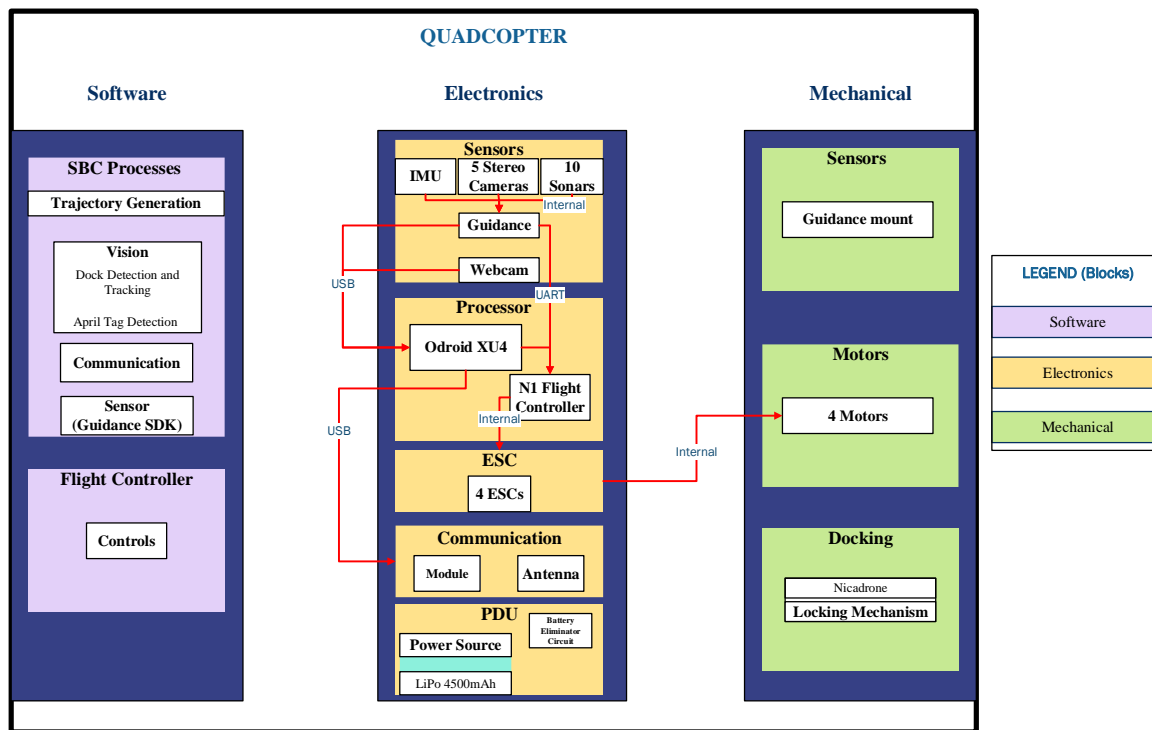 QUADCOPTER
Software
Electronics
Mechanical
SBC Processes
Trajectory Generation
Vision
Dock Detection and
Tracking
April Tag Detection
Communication
Sensor
(Guidance SDK)
Flight Controller
Controls
Sensors
IMU
5 Stereo
Cameras
10
Sonars
Internal
Guidance
Webcam
USB
UART
Processor
Odroid XU4
N1 Flight
Controller
Internal
USB
ESC
4 ESCs
Internal
Communication
Module
Antenna
PDU
Battery
Eliminator
Circuit
Power Source
LiPo 4500mAh
Sensors
Guidance mount
Motors
4 Motors
Docking
Nicadrone
Locking Mechanism
LEGEND (Blocks)
Software
Electronics
Mechanical